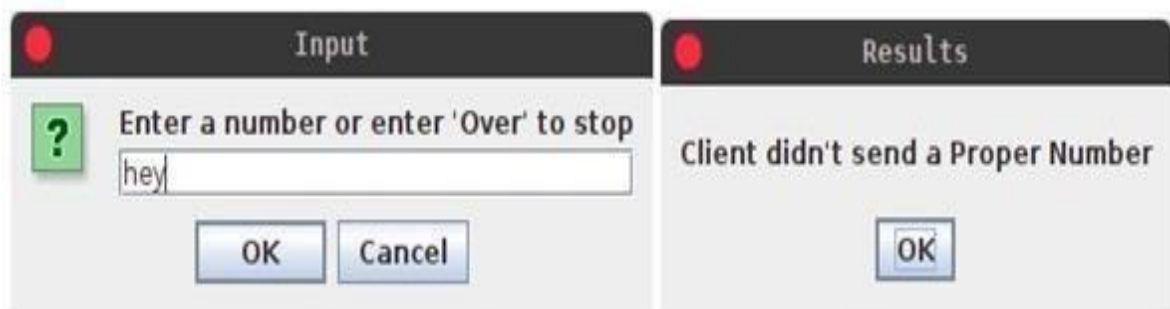 Input
?
Enter a number or enter 'Over' to stop
hey
OK
Cancel
Results
Client didn't send a Proper Number
OK